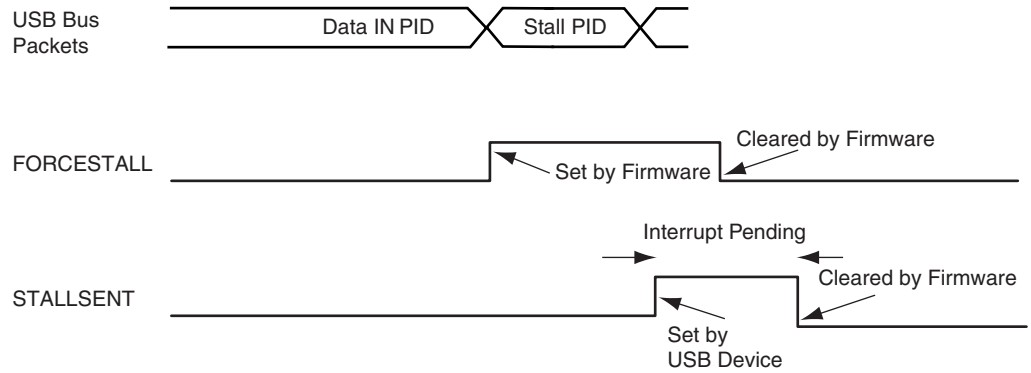 USB Bus
Packets
Data IN PID
Stall PID
FORCESTALL
Set by Firmware
Cleared by Firmware
Interrupt Pending
STALLSENT
Cleared by Firmware
Set by
USB Device